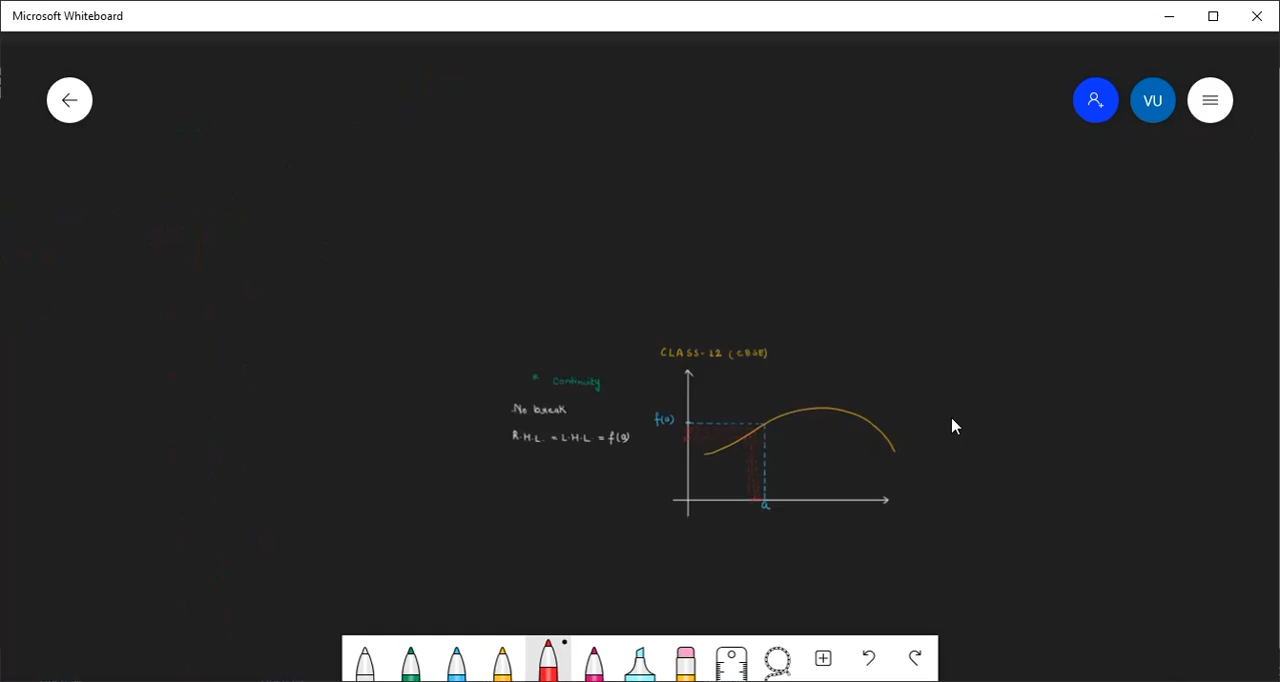 Microsoft Whiteboard
VU
CLASS-12 (CBSE)
* Continuity
No break
R.H.L. = L.H.L. = f(a)
f(a)
a